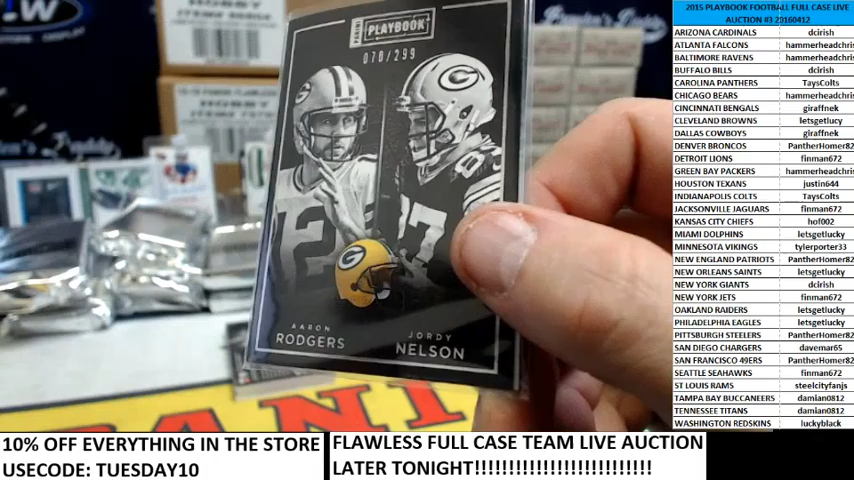 PANINI PLAYBOOK
070/299
AARON
RODGERS
JORDY
NELSON
HOBBY
HOBBY
PANINI
2015 PLAYBOOK FOOTBALL FULL CASE LIVE
AUCTION #3 20160412
ARIZONA CARDINALS dcirish
ATLANTA FALCONS hammerheadchris
BALTIMORE RAVENS hammerheadchris
BUFFALO BILLS dcirish
CAROLINA PANTHERS TaysColts
CHICAGO BEARS hammerheadchris
CINCINNATI BENGALS giraffnek
CLEVELAND BROWNS letsgetlucy
DALLAS COWBOYS giraffnek
DENVER BRONCOS PantherHomer82
DETROIT LIONS finman672
GREEN BAY PACKERS hammerheadchris
HOUSTON TEXANS justin644
INDIANAPOLIS COLTS TaysColts
JACKSONVILLE JAGUARS finman672
KANSAS CITY CHIEFS hof002
MIAMI DOLPHINS letsgetlucky
MINNESOTA VIKINGS tylerporter33
NEW ENGLAND PATRIOTS PantherHomer82
NEW ORLEANS SAINTS letsgetlucky
NEW YORK GIANTS dcirish
NEW YORK JETS finman672
OAKLAND RAIDERS letsgetlucky
PHILADELPHIA EAGLES letsgetlucky
PITTSBURGH STEELERS PantherHomer82
SAN DIEGO CHARGERS davemar65
SAN FRANCISCO 49ERS PantherHomer82
SEATTLE SEAHAWKS finman672
ST LOUIS RAMS steelcityfanjs
TAMPA BAY BUCCANEERS damian0812
TENNESSEE TITANS damian0812
WASHINGTON REDSKINS luckyblack
10% OFF EVERYTHING IN THE STORE
USECODE: TUESDAY10
FLAWLESS FULL CASE TEAM LIVE AUCTION
LATER TONIGHT!!!!!!!!!!!!!!!!!!!!!!!!!!!!